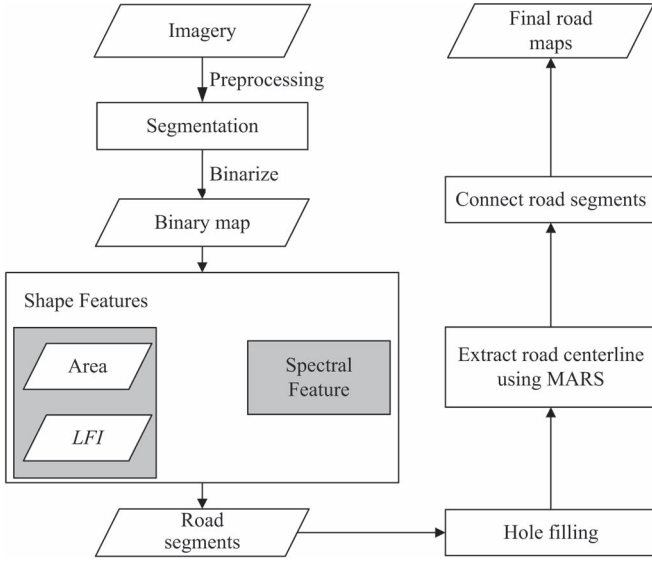 Imagery
Preprocessing
Segmentation
Binarize
Binary map
Shape Features
Area
LFI
Spectral
Feature
Road
segments
Hole filling
Extract road centerline
using MARS
Connect road segments
Final road
maps